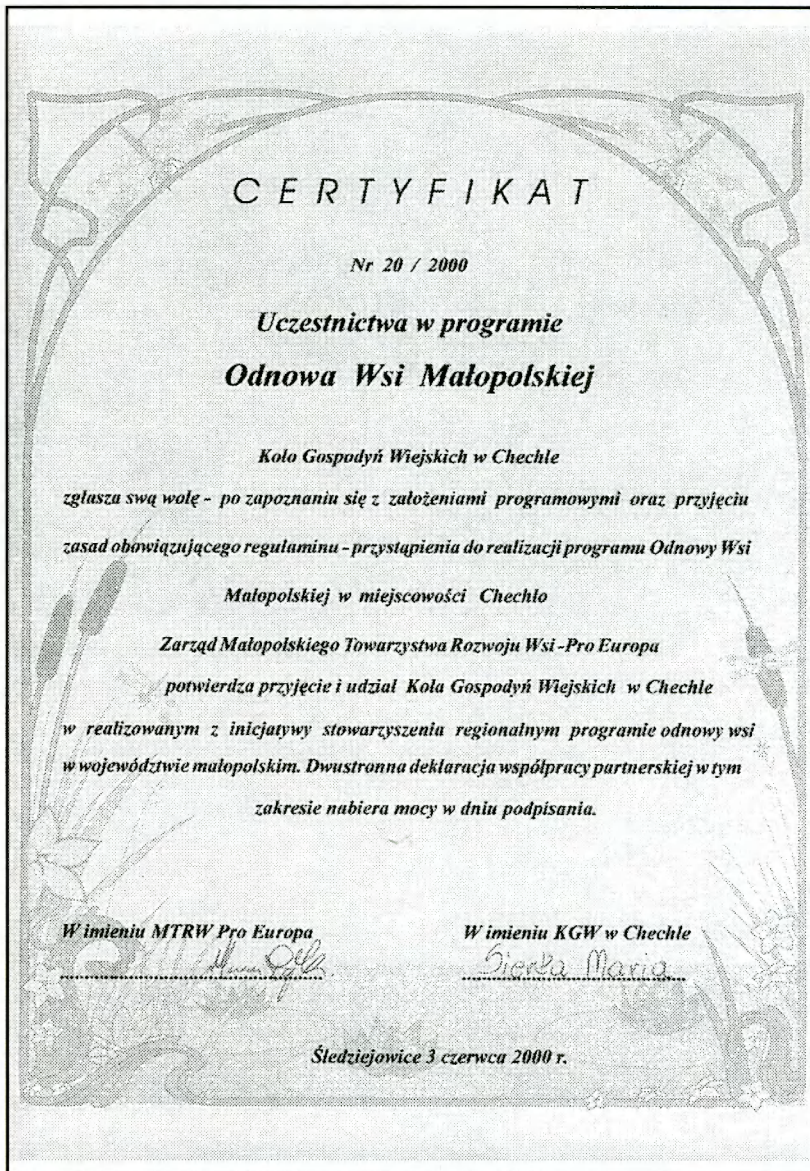 CERTYFIKAT
Nr 20 / 2000
Uczestnictwa w programie
Odnowa Wsi Małopolskiej
Koło Gospodyń Wiejskich w Chechle
zgłasza swą wolę - po zapoznaniu się z założeniami programowymi oraz przyjęciu
zasad obowiązującego regulaminu - przystąpienia do realizacji programu Odnowy Wsi
Małopolskiej w miejscowości Chechło
Zarząd Małopolskiego Towarzystwa Rozwoju Wsi - Pro Europa
potwierdza przyjęcie i udział Koła Gospodyń Wiejskich w Chechle
w realizowanym z inicjatywy stowarzyszenia regionalnym programie odnowy wsi
w województwie małopolskim. Dwustronna deklaracja współpracy partnerskiej w tym
zakresie nabiera mocy w dniu podpisania.
W imieniu MTRW Pro Europa W imieniu KGW w Chechle
Maria
Śledziejowice 3 czerwca 2000 r.